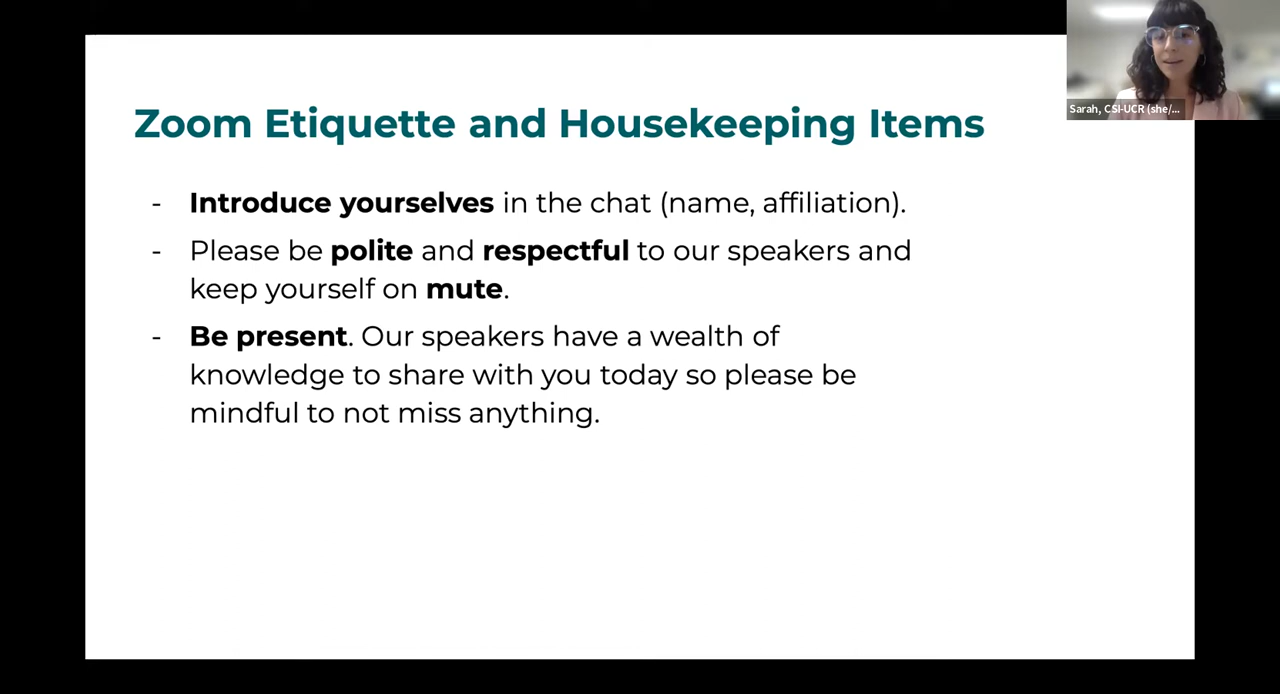 Zoom Etiquette and Housekeeping Items
- Introduce yourselves in the chat (name, affiliation).
- Please be polite and respectful to our speakers and
keep yourself on mute.
- Be present. Our speakers have a wealth of
knowledge to share with you today so please be
mindful to not miss anything.
Sarah, CSI-UCR (she/...